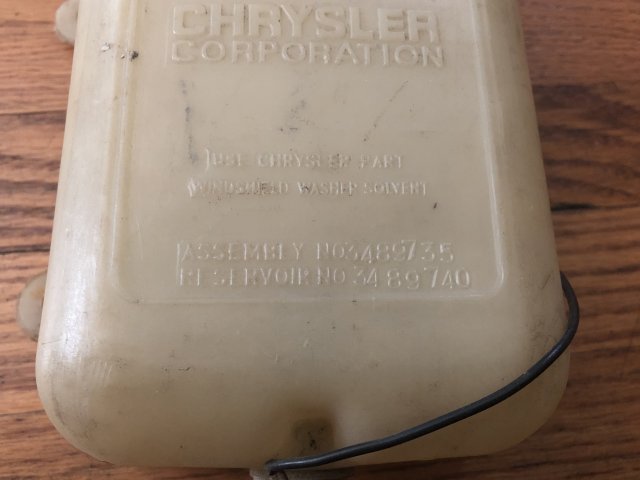 CHRYSLER
CORPORATION
USE CHRYSLER PART
WINDSHIELD WASHER SOLVENT
ASSEMBLY NO 3489735
RESERVOIR NO 3489740